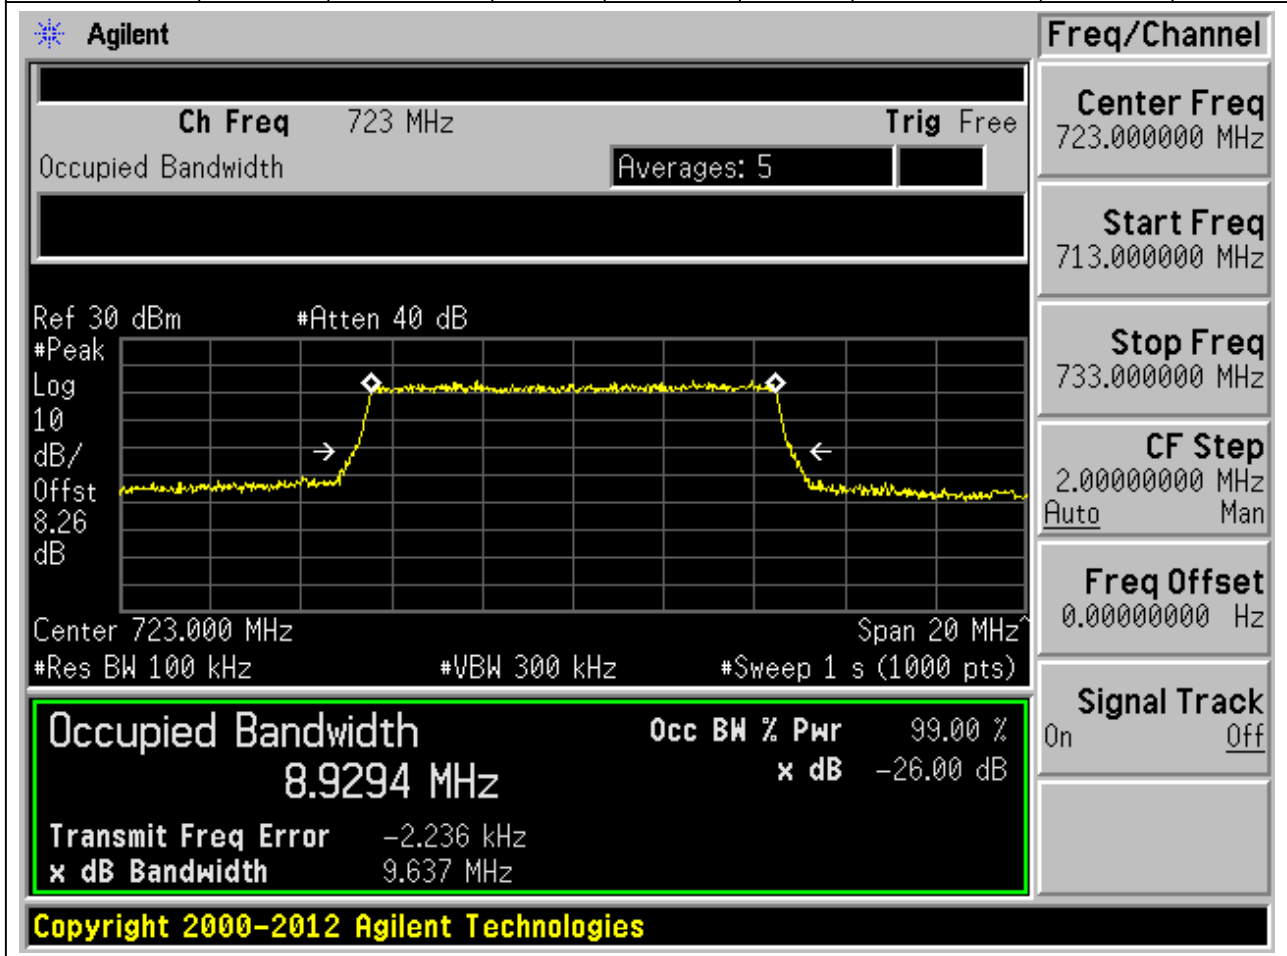 Agilent
Freq/Channel
Ch Freq 723 MHz Trig Free
Occupied Bandwidth Averages: 5
Center Freq
723.000000 MHz
Start Freq
713.000000 MHz
Stop Freq
733.000000 MHz
CF Step
2.00000000 MHz
Auto Man
Freq Offset
0.00000000 Hz
Signal Track
On Off
Ref 30 dBm #Atten 40 dB
#Peak
Log
10
dB/
Offst
8.26
dB
Center 723.000 MHz Span 20 MHz^
#Res BW 100 kHz #VBW 300 kHz #Sweep 1 s (1000 pts)
Occupied Bandwidth Occ BW % Pwr 99.00 %
8.9294 MHz x dB -26.00 dB
Transmit Freq Error -2.236 kHz
x dB Bandwidth 9.637 MHz
Copyright 2000-2012 Agilent Technologies